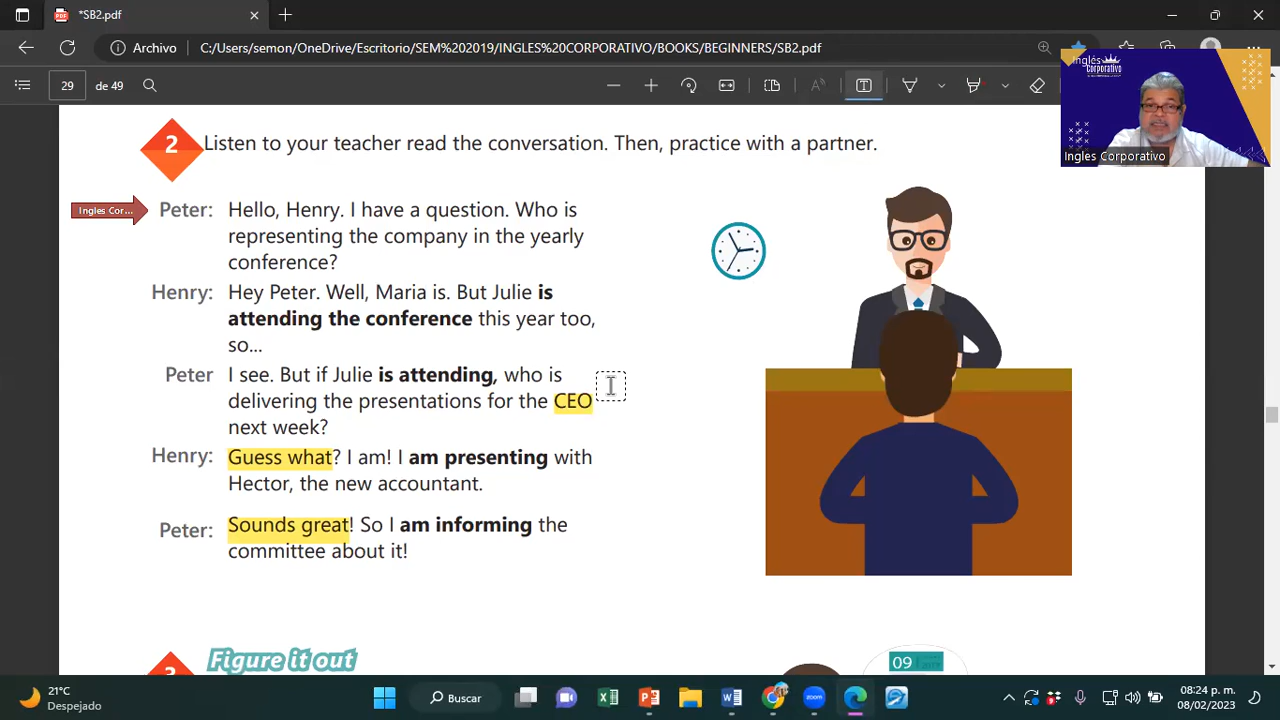 *SB2.pdf
Archivo C:/Users/semon/OneDrive/Escritorio/SEM%202019/INGLES%20CORPORATIVO/BOOKS/BEGINNERS/SB2.pdf
29 de 49
Inglés
Corporativo
Ingles Corporativo
2 Listen to your teacher read the conversation. Then, practice with a partner.
Ingles Cor...
Peter: Hello, Henry. I have a question. Who is
representing the company in the yearly
conference?
Henry: Hey Peter. Well, Maria is. But Julie is
attending the conference this year too,
so...
Peter I see. But if Julie is attending, who is
delivering the presentations for the CEO
next week?
Henry: Guess what? I am! I am presenting with
Hector, the new accountant.
Peter: Sounds great! So I am informing the
committee about it!
3 Figure it out
09
21°C
Despejado
Buscar
zoom
08:24 p. m.
08/02/2023